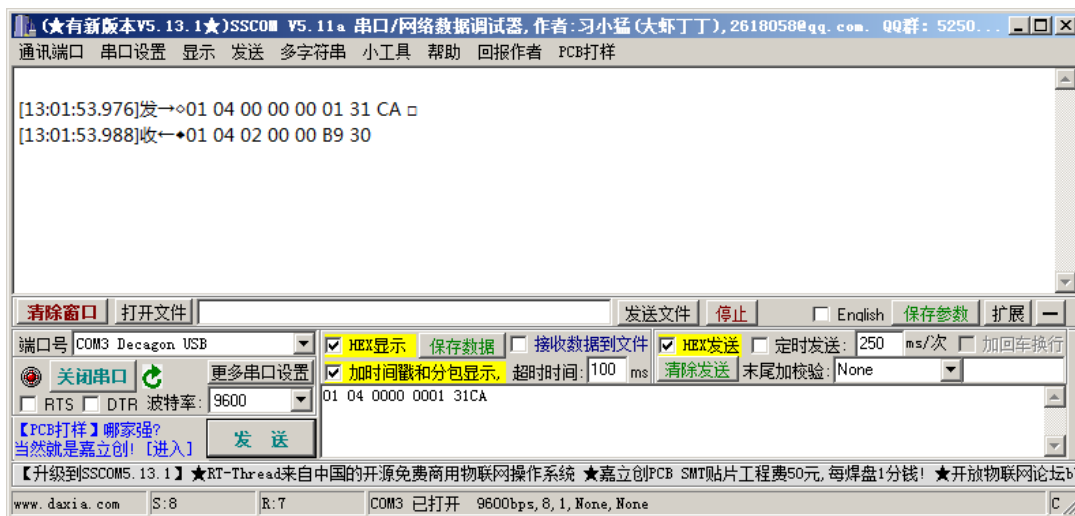 (★有新版本V5.13.1★)SSCOM V5.11a 串口/网络数据调试器,作者:习小猛(大虾丁丁),2618058@qq.com. QQ群: 5250...
通讯端口 串口设置 显示 发送 多字符串 小工具 帮助 回报作者 PCB打样
[13:01:53.976]发→◇01 04 00 00 00 01 31 CA □
[13:01:53.988]收←◆01 04 02 00 00 B9 30
清除窗口 打开文件 发送文件 停止 English 保存参数 扩展 —
端口号 COM3 Decagon USB HEX显示 保存数据 接收数据到文件 HEX发送 定时发送: 250 ms/次 加回车换行
关闭串口 更多串口设置 加时间戳和分包显示, 超时时间: 100 ms 清除发送 末尾加校验: None
RTS DTR 波特率: 9600
01 04 0000 0001 31CA
【PCB打样】哪家强?
当然就是嘉立创! [进入]
发 送
【升级到SSCOM5.13.1】★RT-Thread来自中国的开源免费商用物联网操作系统 ★嘉立创PCB SMT贴片工程费50元,每焊盘1分钱! ★开放物联网论坛b
www.daxia.com S:8 R:7 COM3 已打开 9600bps,8,1,None,None C